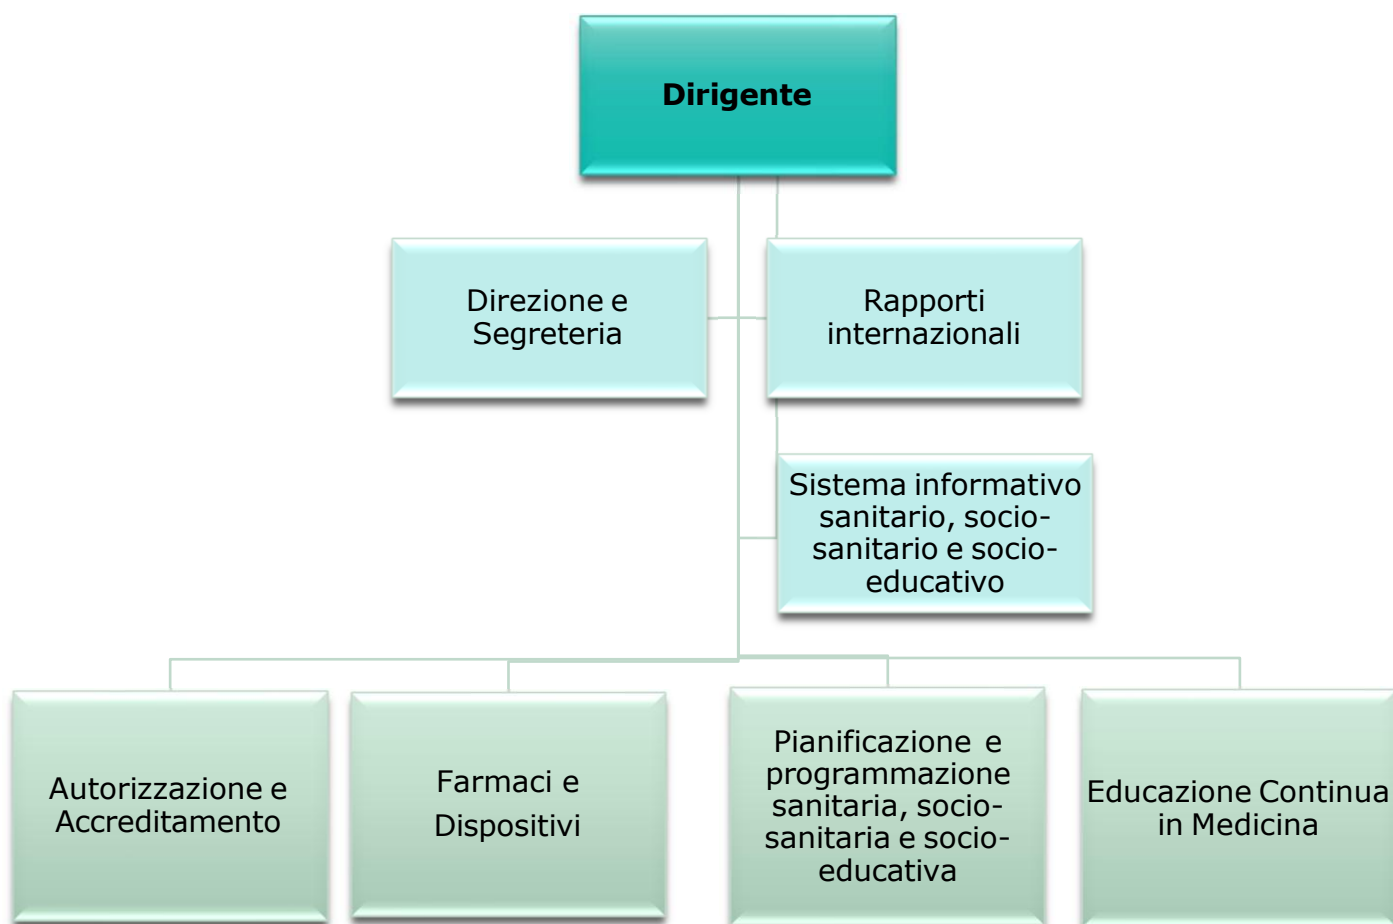 Dirigente
Direzione e
Segreteria
Rapporti
internazionali
Sistema informativo
sanitario, socio-
sanitario e socio-
educativo
Autorizzazione e
Accreditamento
Farmaci e
Dispositivi
Pianificazione e
programmazione
sanitaria, socio-
sanitaria e socio-
educativa
Educazione Continua
in Medicina